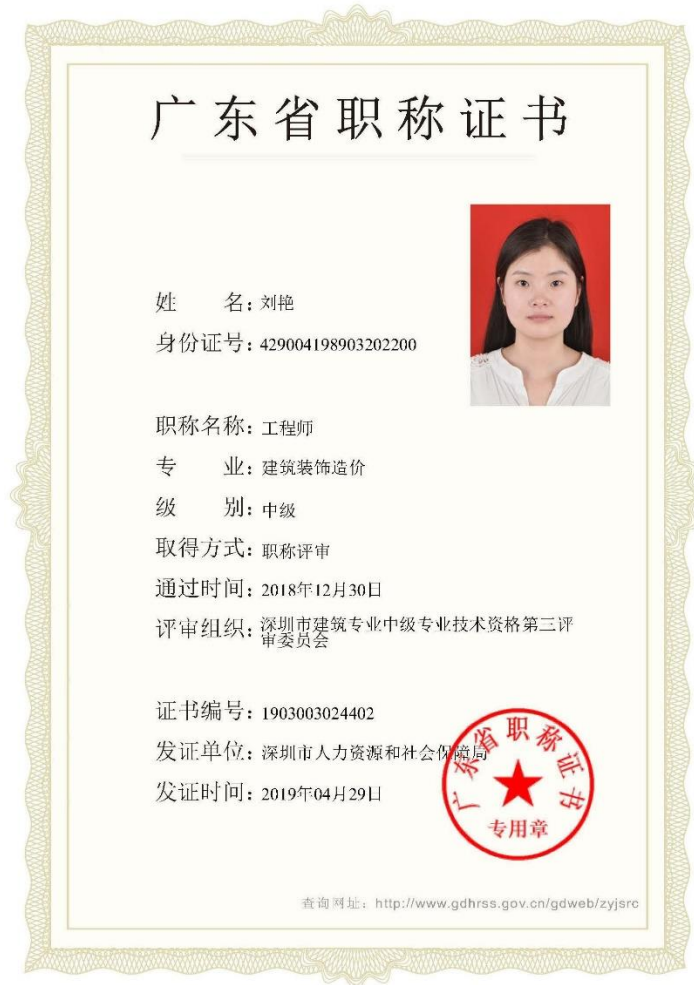 广东省职称证书
姓 名：刘艳
身份证号：429004198903202200
职称名称：工程师
专 业：建筑装饰造价
级 别：中级
取得方式：职称评审
通过时间：2018年12月30日
评审组织：深圳市建筑专业中级专业技术资格第三评
审委员会
证书编号：1903003024402
发证单位：深圳市人力资源和社会保障局
发证时间：2019年04月29日
广东省职称证书
专用章
查询网址：http://www.gdhrss.gov.cn/gdweb/zyjsrc